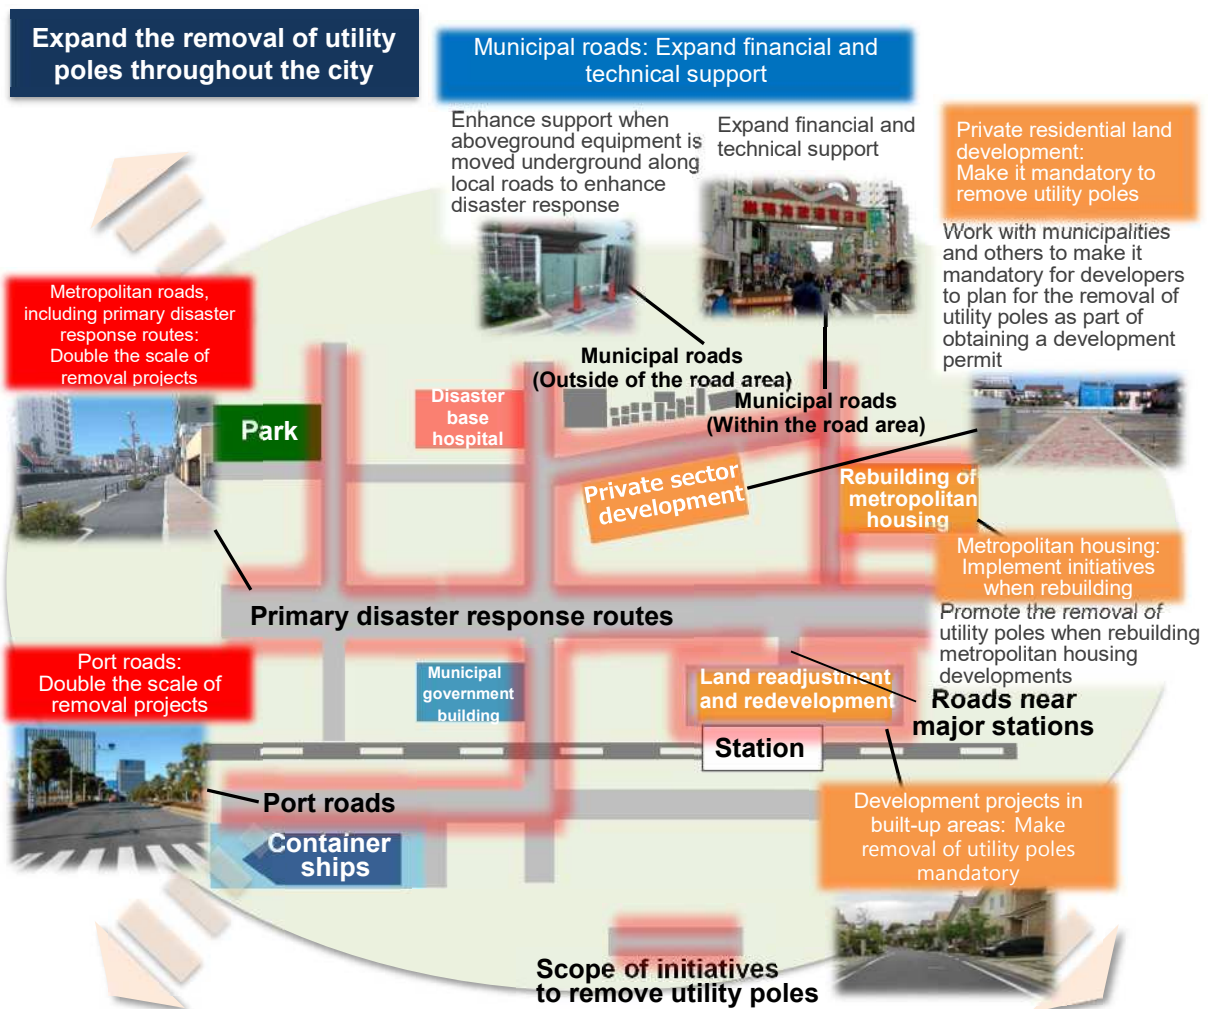 Expand the removal of utility
poles throughout the city
Municipal roads: Expand financial and
technical support
Enhance support when
aboveground equipment is
moved underground along
local roads to enhance
disaster response
Expand financial and
technical support
Private residential land
development:
Make it mandatory to
remove utility poles
Work with municipalities
and others to make it
mandatory for developers
to plan for the removal of
utility poles as part of
obtaining a development
permit
Metropolitan roads,
including primary disaster
response routes:
Double the scale of
removal projects
Municipal roads
(Outside of the road area)
Municipal roads
(Within the road area)
Park
Disaster
base
hospital
Private sector
development
Rebuilding of
metropolitan
housing
Metropolitan housing:
Implement initiatives
when rebuilding
Promote the removal of
utility poles when rebuilding
metropolitan housing
developments
Primary disaster response routes
Port roads:
Double the scale of
removal projects
Municipal
government
building
Land readjustment
and redevelopment
Roads near
major stations
Station
Port roads
Container
ships
Development projects in
built-up areas: Make
removal of utility poles
mandatory
Scope of initiatives
to remove utility poles